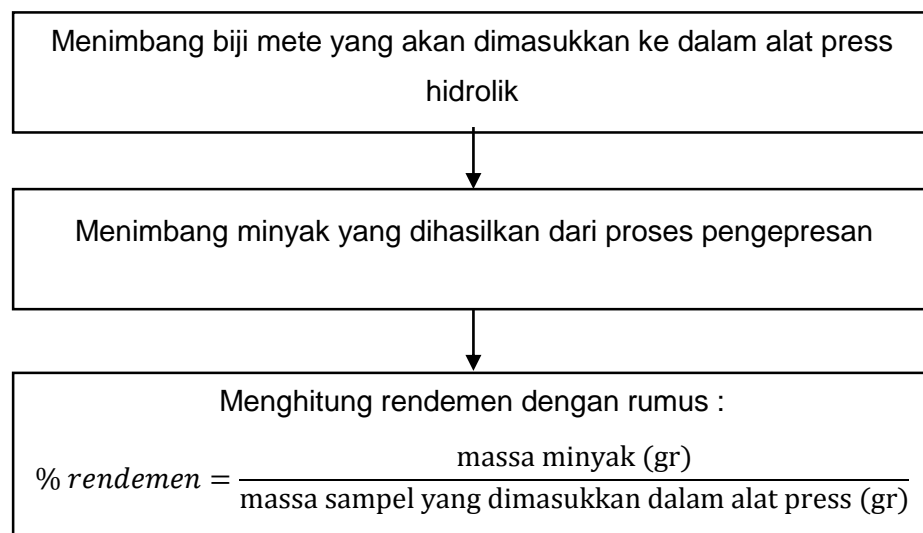 Menimbang biji mete yang akan dimasukkan ke dalam alat press
hidrolik
Menimbang minyak yang dihasilkan dari proses pengepresan
Menghitung rendemen dengan rumus :
% rendemen = massa minyak (gr) / massa sampel yang dimasukkan dalam alat press (gr)